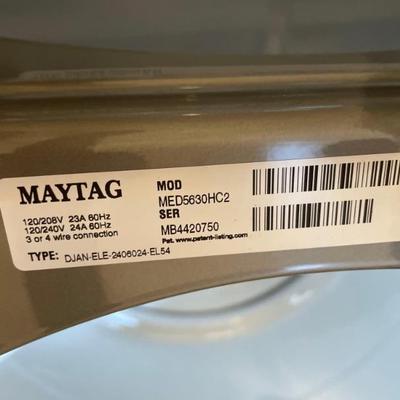 MAYTAG
120/208V 23A 60Hz
120/240V 24A 60Hz
3 or 4 wire connection
MOD
MED5630HC2
SER
MB4420750
Pat. www.patent-listing.com
TYPE: DJAN-ELE-2406024-EL54